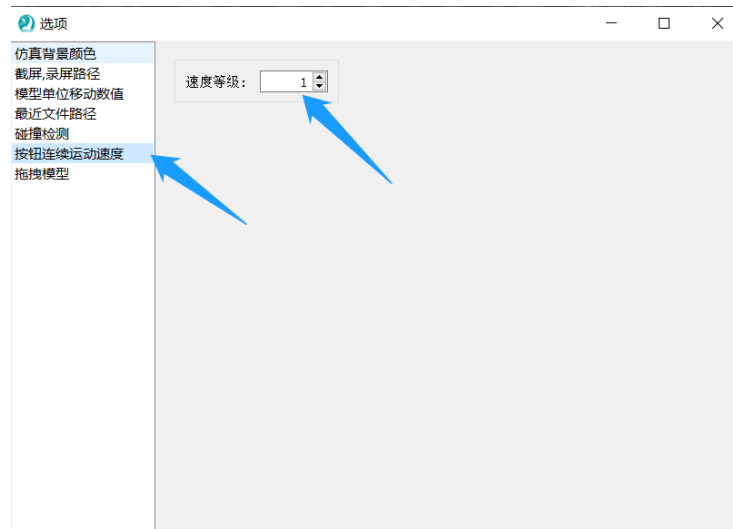 选项
仿真背景颜色
截屏,录屏路径
模型单位移动数值
最近文件路径
碰撞检测
按钮连续运动速度
拖拽模型
速度等级: 1